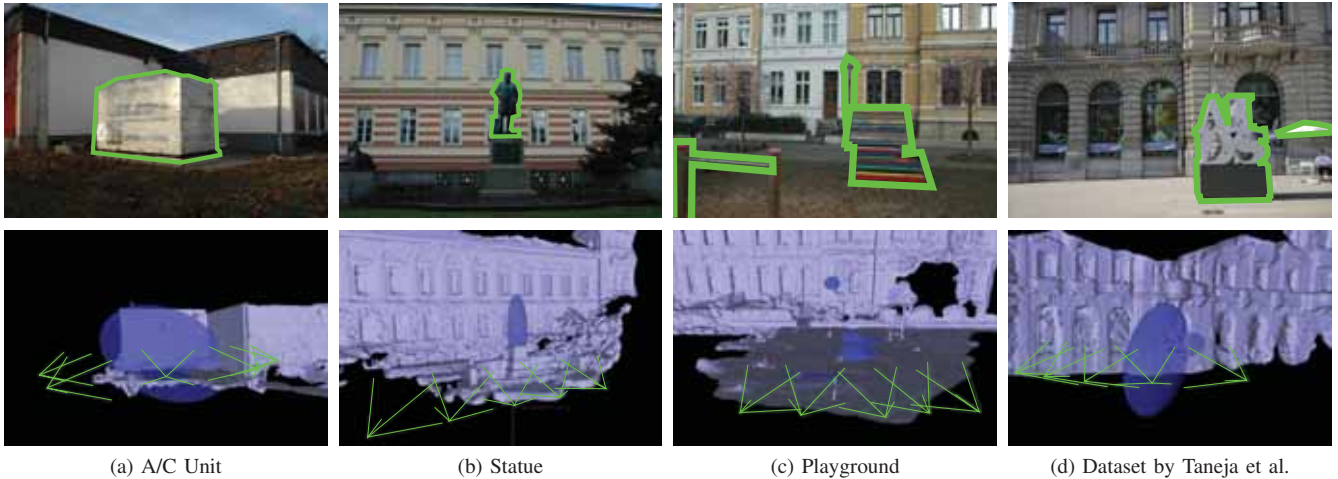 (a) A/C Unit
(b) Statue
(c) Playground
(d) Dataset by Taneja et al.